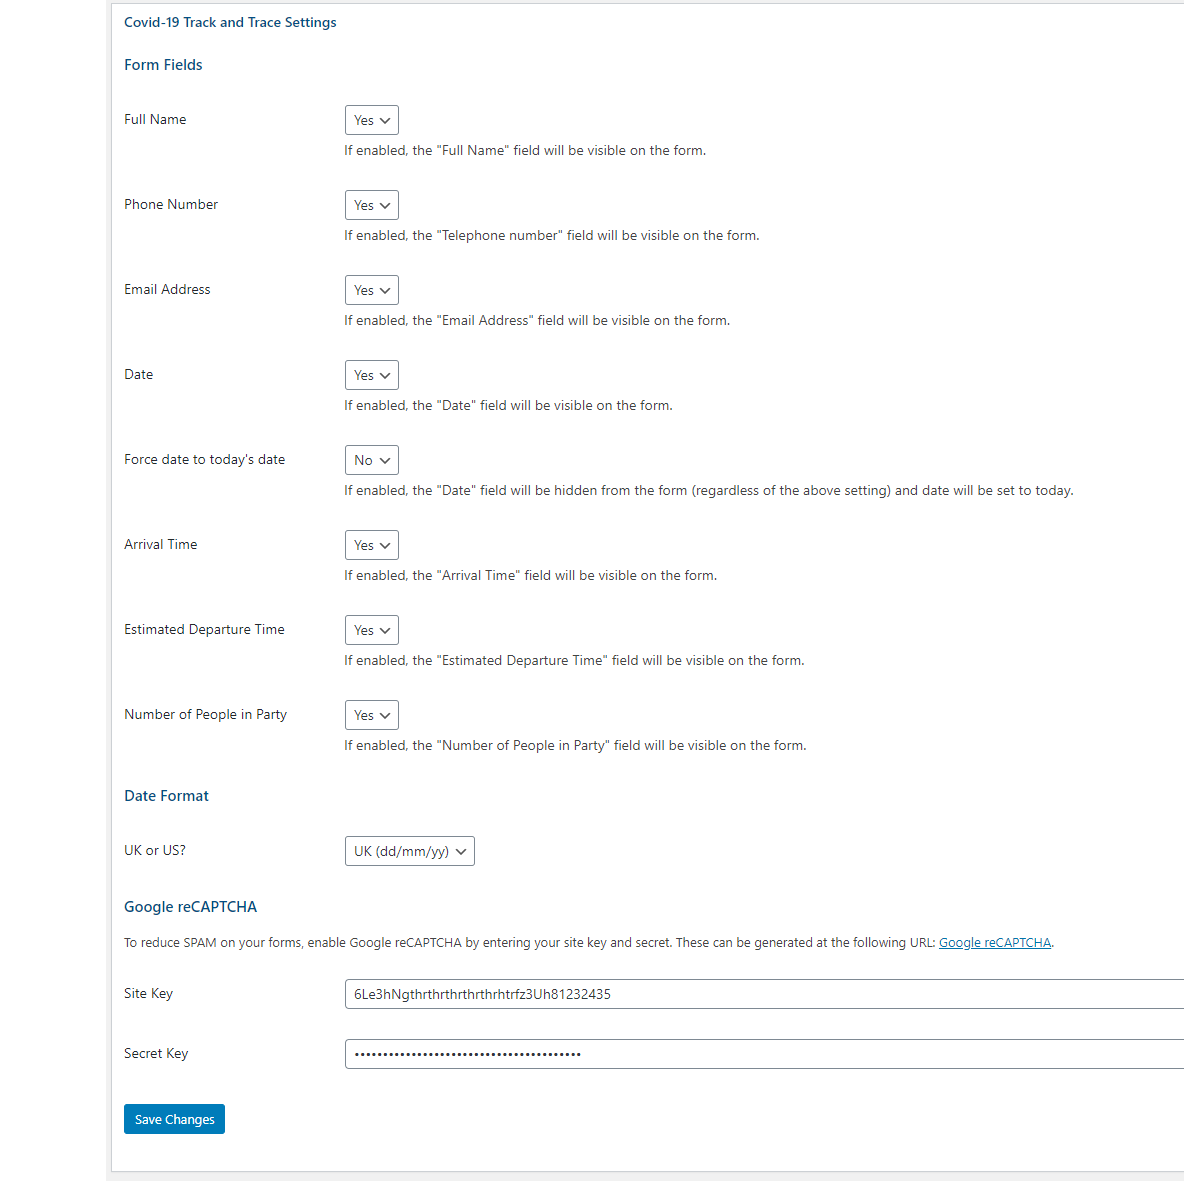 Covid-19 Track and Trace Settings
Form Fields
Full Name
Yes
If enabled, the "Full Name" field will be visible on the form.
Phone Number
Yes
If enabled, the "Telephone number" field will be visible on the form.
Email Address
Yes
If enabled, the "Email Address" field will be visible on the form.
Date
Yes
If enabled, the "Date" field will be visible on the form.
Force date to today's date
No
If enabled, the "Date" field will be hidden from the form (regardless of the above setting) and date will be set to today.
Arrival Time
Yes
If enabled, the "Arrival Time" field will be visible on the form.
Estimated Departure Time
Yes
If enabled, the "Estimated Departure Time" field will be visible on the form.
Number of People in Party
Yes
If enabled, the "Number of People in Party" field will be visible on the form.
Date Format
UK or US?
UK (dd/mm/yy)
Google reCAPTCHA
To reduce SPAM on your forms, enable Google reCAPTCHA by entering your site key and secret. These can be generated at the following URL: Google reCAPTCHA.
Site Key
6Le3hNgthrthrthrthrthrhtrfz3Uh81232435
Secret Key
••••••••••••••••••••••••••••••••••••••••
Save Changes